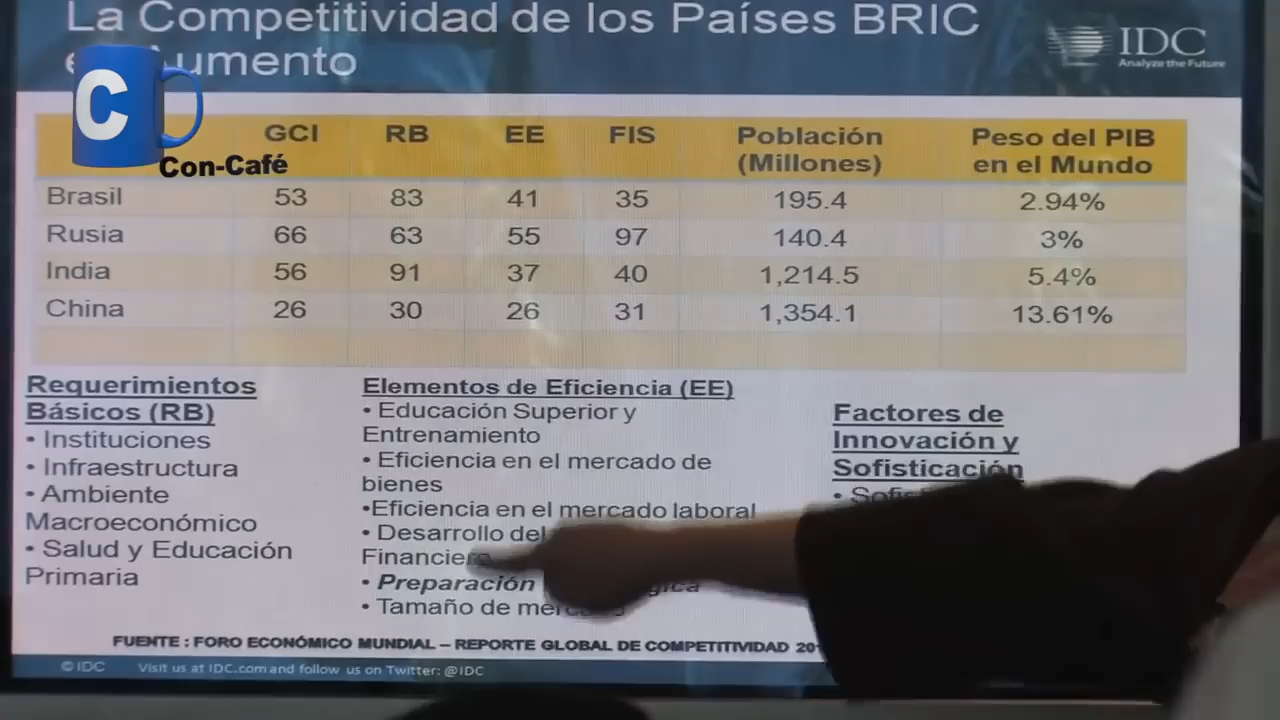 La Competitividad de los Países BRIC
Aumento
IDC
Analyze the Future
C
Con-Café
GCI RB EE FIS Población (Millones) Peso del PIB en el Mundo
Brasil 53 83 41 35 195.4 2.94%
Rusia 66 63 55 97 140.4 3%
India 56 91 37 40 1,214.5 5.4%
China 26 30 26 31 1,354.1 13.61%
Requerimientos
Básicos (RB)
• Instituciones
• Infraestructura
• Ambiente
Macroeconómico
• Salud y Educación
Primaria
Elementos de Eficiencia (EE)
• Educación Superior y
Entrenamiento
• Eficiencia en el mercado de
bienes
•Eficiencia en el mercado laboral
• Desarrollo del
Financiero
• Preparación
• Tamaño de mercado
Factores de
Innovación y
Sofisticación
FUENTE : FORO ECONÓMICO MUNDIAL – REPORTE GLOBAL DE COMPETITIVIDAD
© IDC Visit us at IDC.com and follow us on Twitter: @IDC